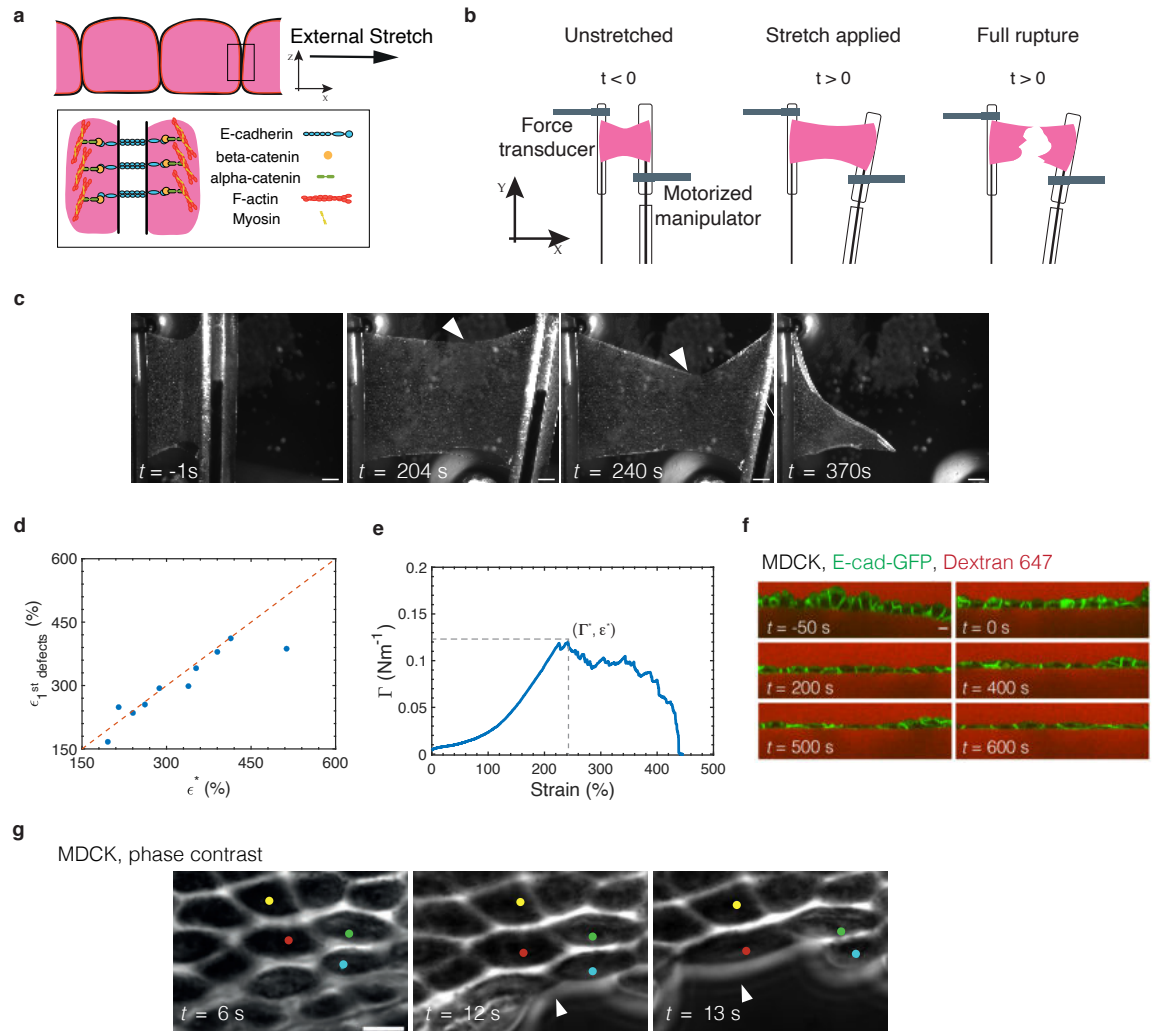 a
External Stretch
Z
X
E-cadherin
beta-catenin
alpha-catenin
F-actin
Myosin
b
Unstretched
Stretch applied
Full rupture
t < 0
t > 0
t > 0
Force
transducer
Motorized
manipulator
Y
X
c
t = -1s
t = 204 s
t = 240 s
t = 370s
d
600
450
300
150
ϵ1st defects (%)
150
300
450
600
ϵ* (%)
e
0.2
0.15
0.1
0.05
0
Γ (Nm-1)
(Γ*, ε*)
0
100
200
300
400
500
Strain (%)
f
MDCK, E-cad-GFP, Dextran 647
t = -50 s
t = 0 s
t = 200 s
t = 400 s
t = 500 s
t = 600 s
g
MDCK, phase contrast
t = 6 s
t = 12 s
t = 13 s